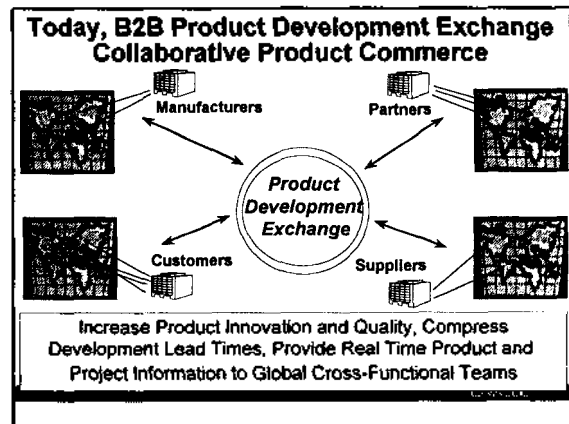 Today, B2B Product Development Exchange
Collaborative Product Commerce
Manufacturers
Partners
Product
Development
Exchange
Customers
Suppliers
Increase Product Innovation and Quality, Compress
Development Lead Times, Provide Real Time Product and
Project Information to Global Cross-Functional Teams